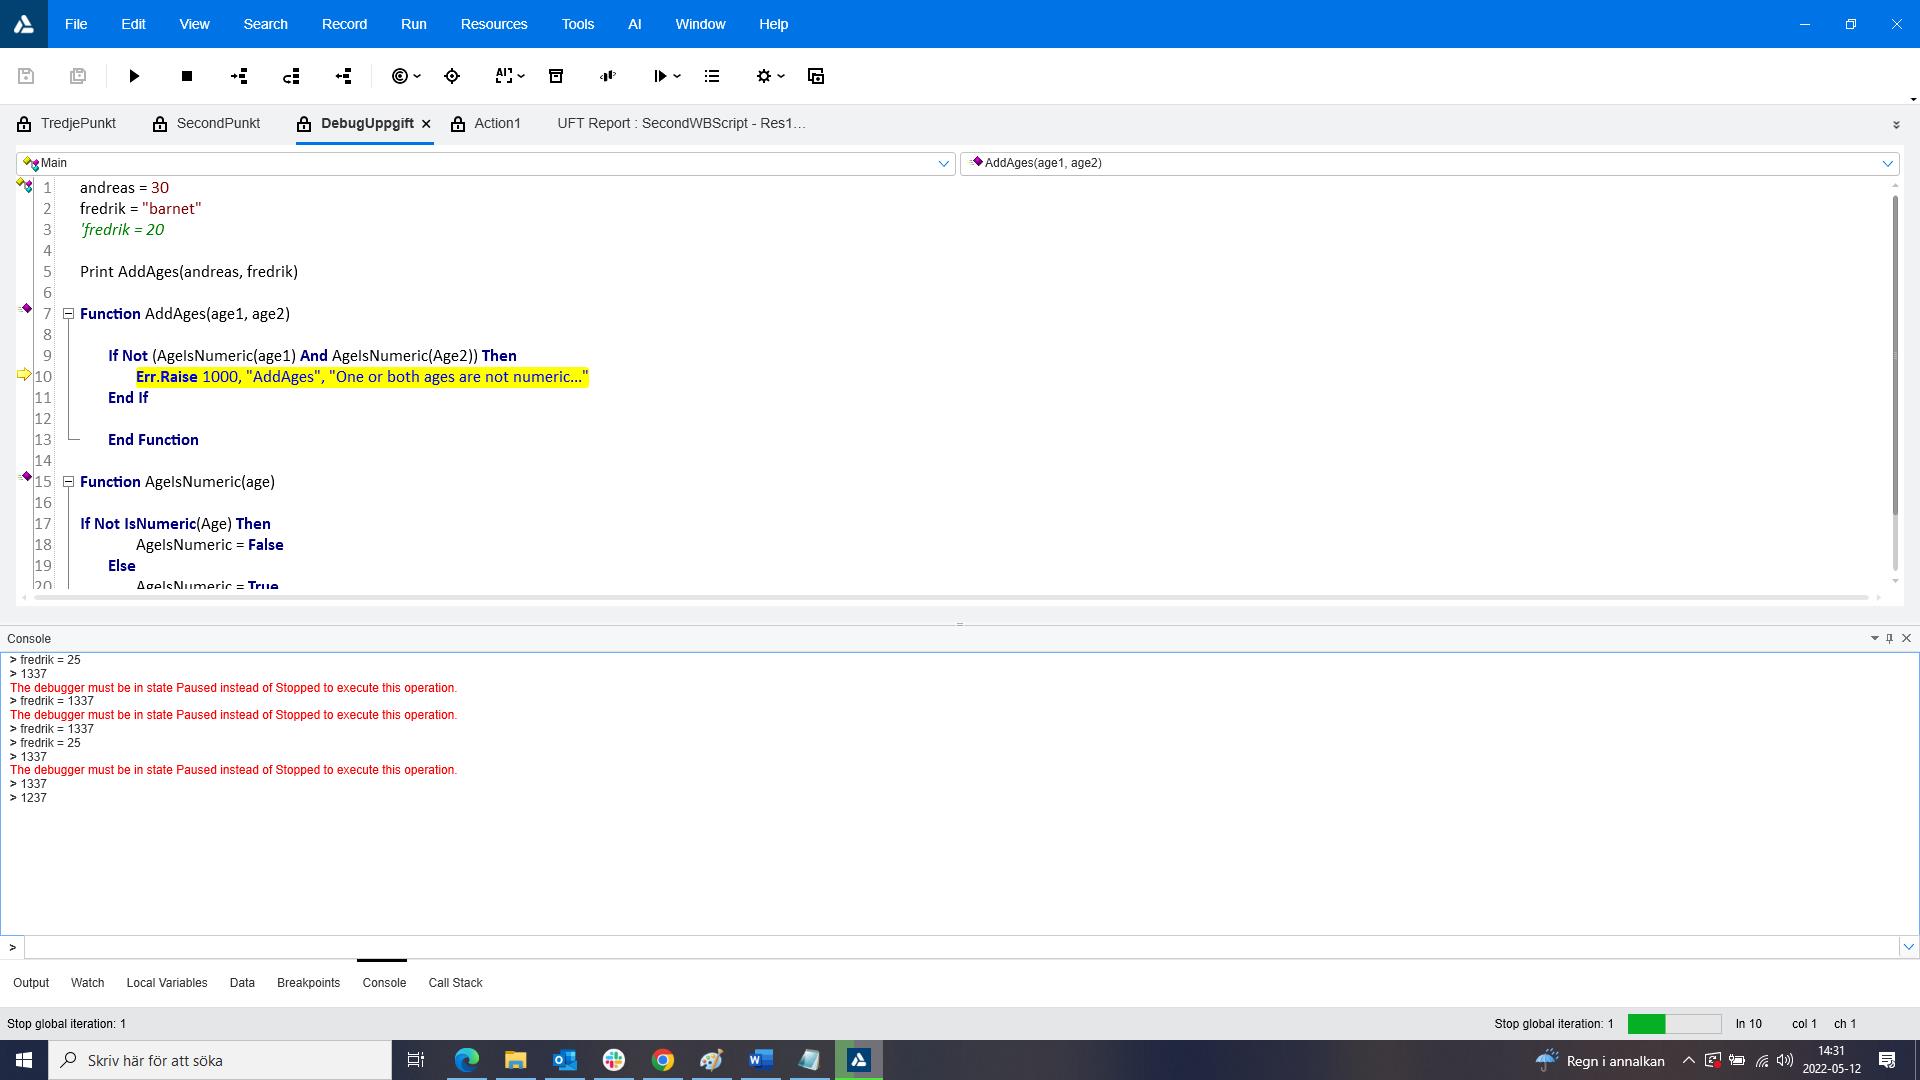 File Edit View Search Record Run Resources Tools AI Window Help
AI
TredjePunkt SecondPunkt DebugUppgift Action1 UFT Report : SecondWBScript - Res1...
Main AddAges(age1, age2)
1 andreas = 30
2 fredrik = "barnet"
3 'fredrik = 20
4
5 Print AddAges(andreas, fredrik)
6
7 Function AddAges(age1, age2)
8
9 If Not (AgeIsNumeric(age1) And AgeIsNumeric(Age2)) Then
10 Err.Raise 1000, "AddAges", "One or both ages are not numeric..."
11 End If
12
13 End Function
14
15 Function AgeIsNumeric(age)
16
17 If Not IsNumeric(Age) Then
18 AgeIsNumeric = False
19 Else
20 AgeIsNumeric = True
Console
> fredrik = 25
> 1337
The debugger must be in state Paused instead of Stopped to execute this operation.
> fredrik = 1337
The debugger must be in state Paused instead of Stopped to execute this operation.
> fredrik = 1337
> fredrik = 25
> 1337
The debugger must be in state Paused instead of Stopped to execute this operation.
> 1337
> 1237
>
Output Watch Local Variables Data Breakpoints Console Call Stack
Stop global iteration: 1 Stop global iteration: 1 ln 10 col 1 ch 1
Skriv här för att söka Regn i annalkan 14:31
2022-05-12